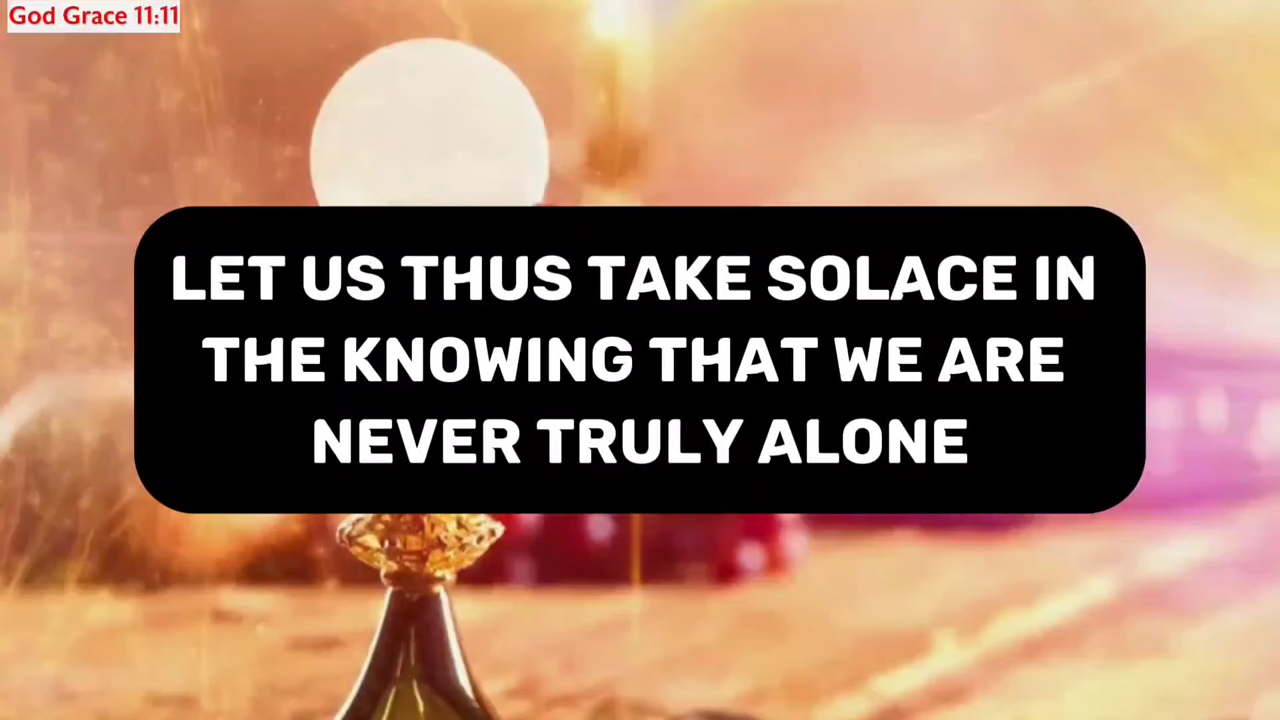 God Grace 11:11
LET US THUS TAKE SOLACE IN
THE KNOWING THAT WE ARE
NEVER TRULY ALONE